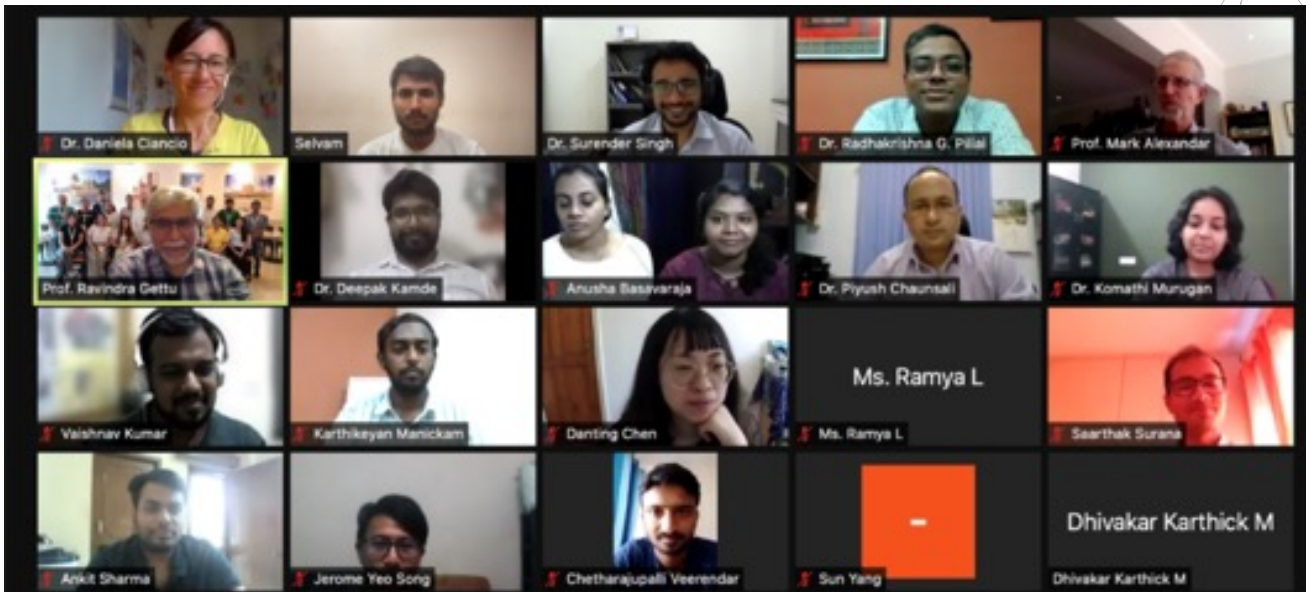 Dr. Daniela Ciancio
Selvam
Dr. Surender Singh
Dr. Radhakrishna G. Pillai
Prof. Mark Alexandar
Prof. Ravindra Gettu
Dr. Deepak Kamde
Anusha Basavaraja
Dr. Piyush Chaunsali
Dr. Komathi Murugan
Vaishnav Kumar
Karthikeyan Manickam
Danting Chen
Ms. Ramya L
Ms. Ramya L
Saarthak Surana
Ankit Sharma
Jerome Yeo Song
Chetharajupalli Veerendar
Sun Yang
Dhivakar Karthick M
Dhivakar Karthick M